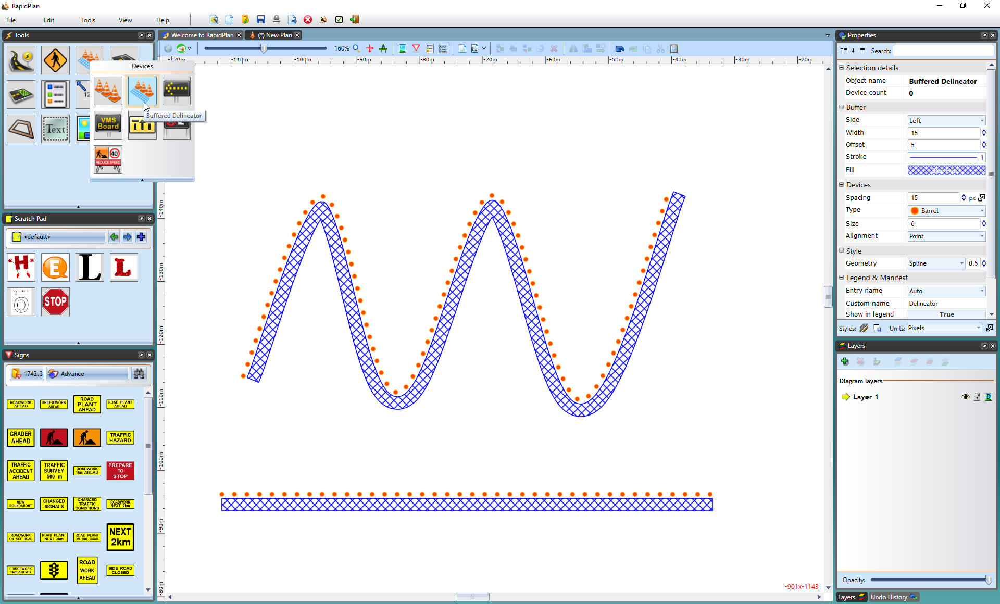 RapidPlan
File Edit Tools View Help
Tools
Devices
VMS
Board
Buffered Delineator
40
REDUCE SPEED
Text
12
Scratch Pad
<default>
H E L L
My Letter O
O
STOP
Signs
1742.3 Advance
ROADWORK AHEAD
BRIDGEWORK AHEAD
ROAD PLANT AHEAD
ROAD PLANT AHEAD
GRADER AHEAD
TRAFFIC HAZARD
TRAFFIC ACCIDENT AHEAD
TRAFFIC SURVEY 500 m
ROADWORK 1km AHEAD
PREPARE TO STOP
NEW ROUNDABOUT
CHANGED SIGNALS
CHANGED TRAFFIC CONDITIONS
ROADWORK NEXT 2km
ROADWORK ON SIDE ROAD
ROAD PLANT NEXT 2km
ROAD PLANT ON SIDE ROAD
NEXT 2km
BRIDGEWORK 1km AHEAD
ROAD WORK AHEAD
SIDE ROAD CLOSED
Welcome to RapidPlan (*) New Plan
160%
-120m -110m -100m -90m -80m -70m -60m -50m -40m -30m -20m
-140m
-130m
-120m
-110m
-100m
-90m
-80m
-901x-1143
Properties
Search:
Selection details
Object name Buffered Delineator
Device count 0
Buffer
Side Left
Width 15
Offset 5
Stroke 1
Fill
Devices
Spacing 15 px
Type Barrel
Size 6
Alignment Point
Style
Geometry Spline 0.5
Legend & Manifest
Entry name Auto
Custom name Delineator
Show in legend True
Styles: Units: Pixels
Layers
Diagram layers
Layer 1
D
Opacity:
Layers Undo History